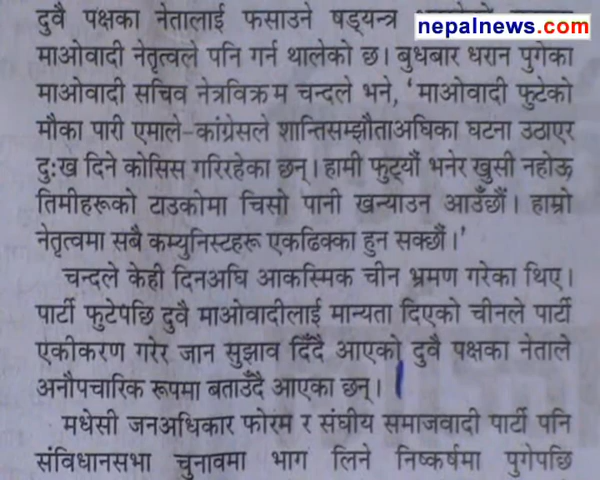 nepalnews.com
दुवै पक्षका नेतालाई फसाउने षड्यन्त्र
माओवादी नेतृत्वले पनि गर्न थालेको छ। बुधबार धरान पुगेका
माओवादी सचिव नेत्रविक्रम चन्दले भने, ‘माओवादी फुटेको
मौका पारी एमाले–कांग्रेसले शान्तिसम्झौताअघिका घटना उठाएर
दुःख दिने कोसिस गरिरहेका छन्। हामी फुट्यौं भनेर खुसी नहोऊ
तिमीहरूको टाउकोमा चिसो पानी खन्याउन आउँछौं। हाम्रो
नेतृत्वमा सबै कम्युनिस्टहरू एकढिक्का हुन सक्छौं।’
चन्दले केही दिनअघि आकस्मिक चीन भ्रमण गरेका थिए।
पार्टी फुटेपछि दुवै माओवादीलाई मान्यता दिएको चीनले पार्टी
एकीकरण गरेर जान सुझाव दिँदै आएको दुवै पक्षका नेताले
अनौपचारिक रूपमा बताउँदै आएका छन्।
मधेसी जनअधिकार फोरम र संघीय समाजवादी पार्टी पनि
संविधानसभा चुनावमा भाग लिने निष्कर्षमा पुगेपछि